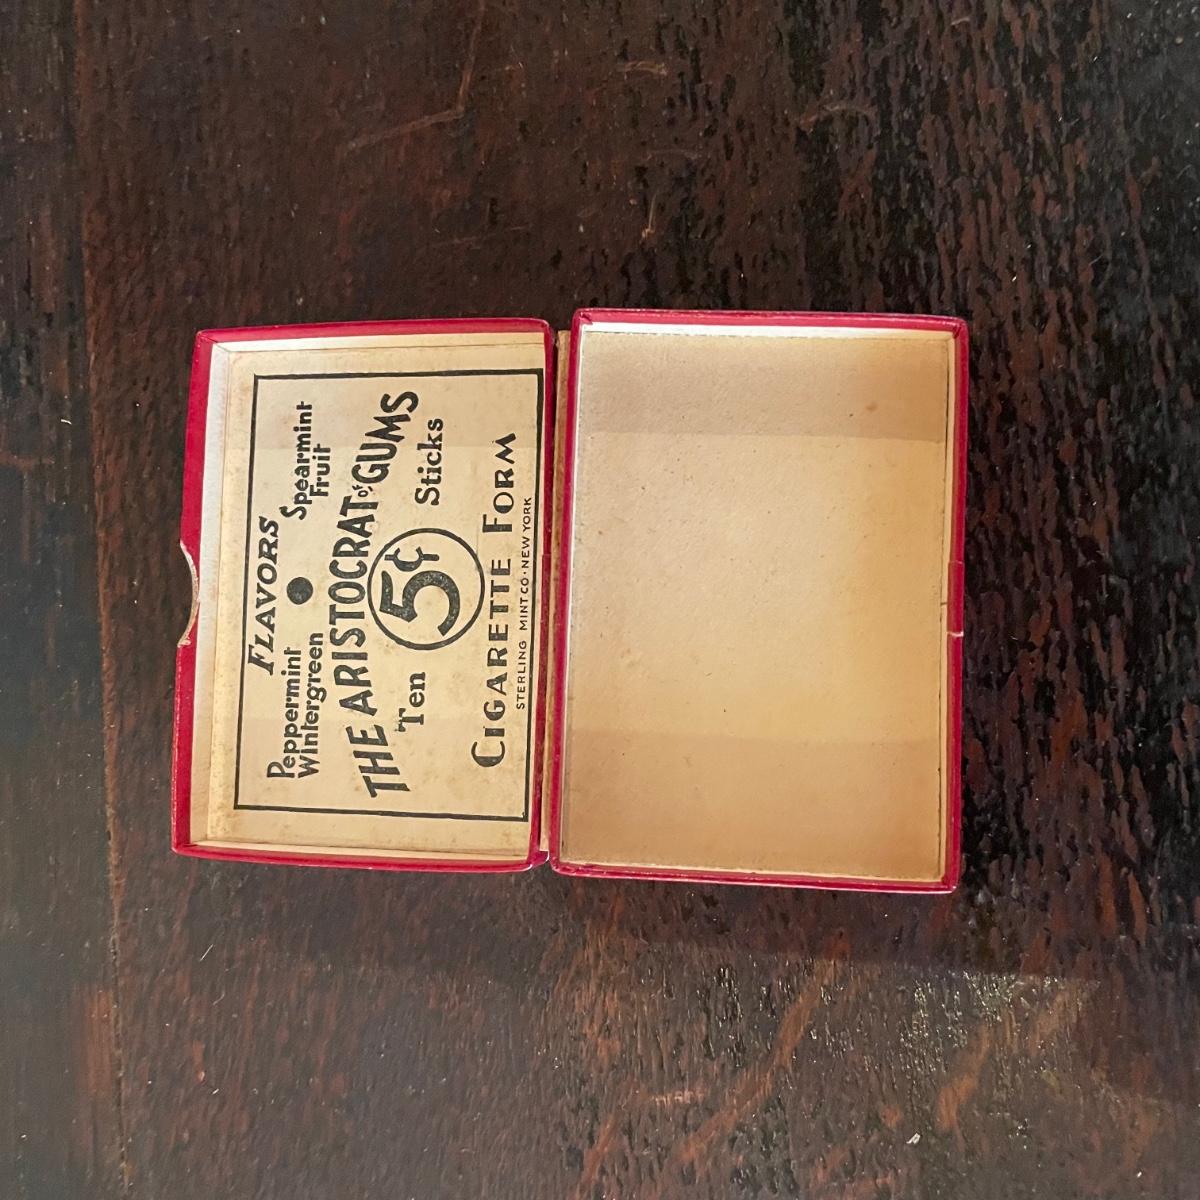 FLAVORS
Peppermint Spearmint
Wintergreen Fruit
THE ARISTOCRAT of GUMS
Ten 5¢ Sticks
CIGARETTE FORM
STERLING MINT CO · NEW YORK